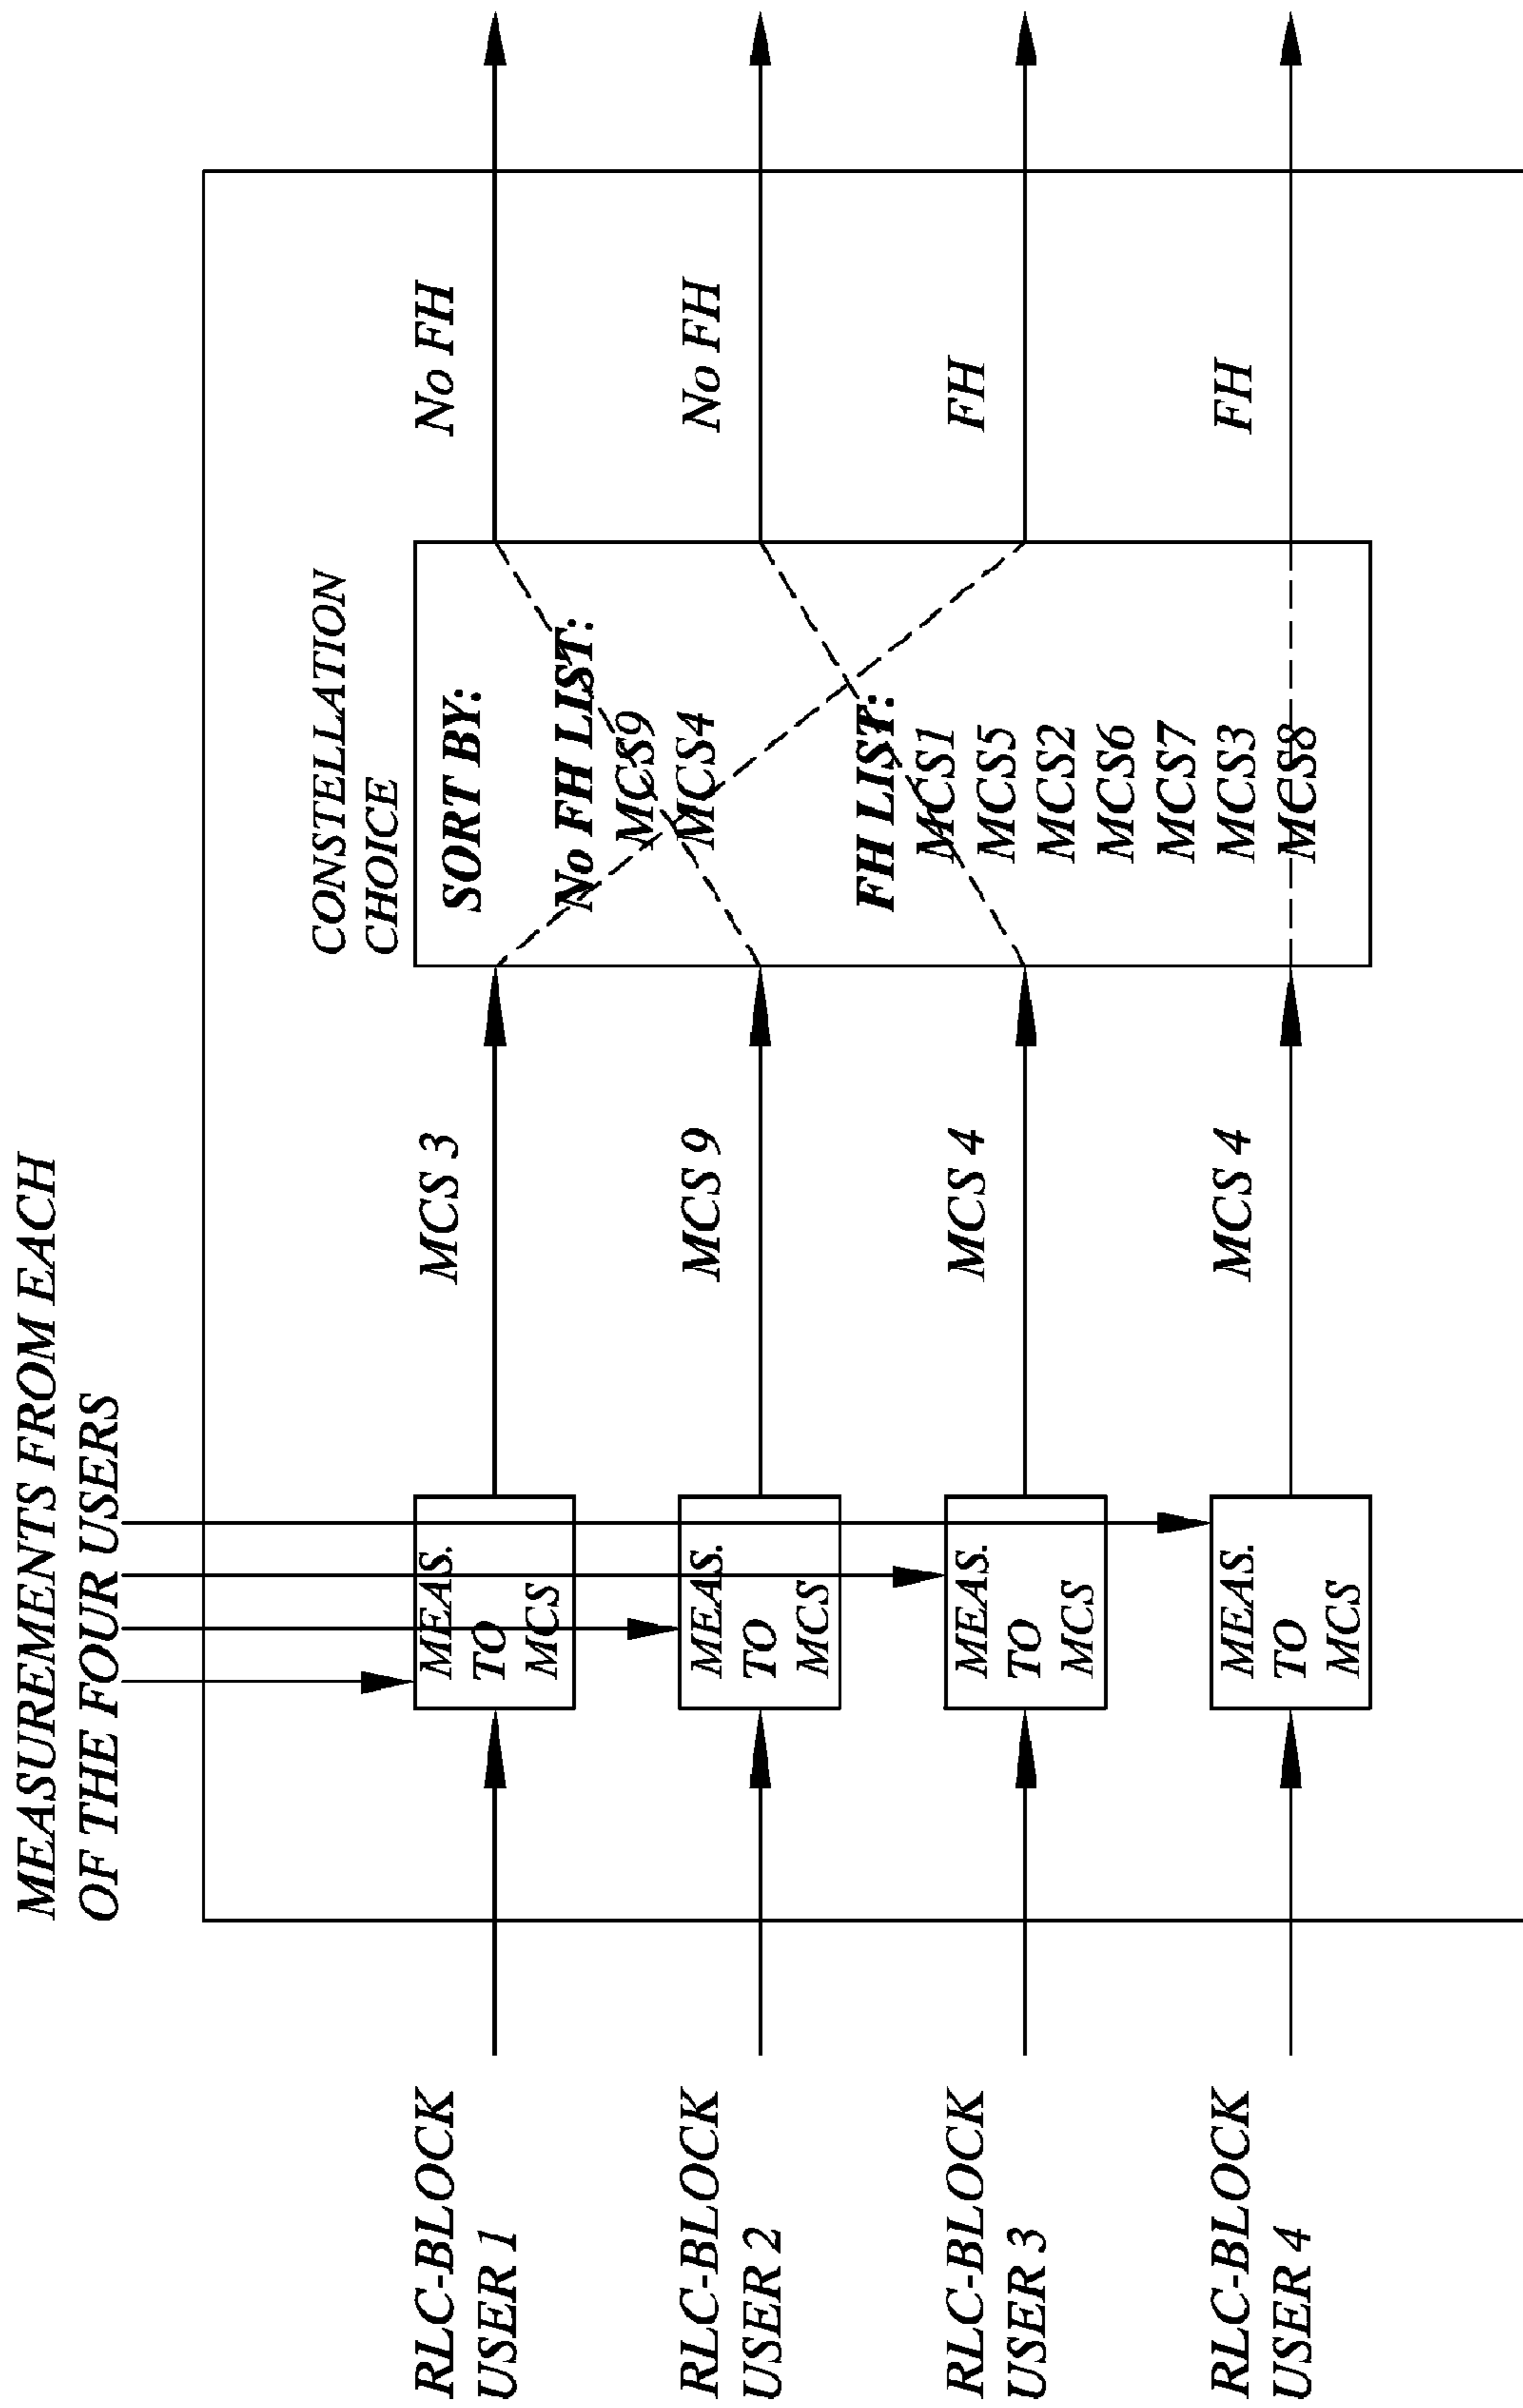 MEASUREMENTS FROM EACH
OF THE FOUR USERS
RLC-BLOCK
USER 1
MEAS.
TO
MCS
MCS 3
CONSTELLATION
CHOICE
SORT BY:
No FH LIST:
MCS9
MCS4
FH LIST:
MCS1
MCS5
MCS2
MCS6
MCS7
MCS3
MCS8
No FH
RLC-BLOCK
USER 2
MEAS.
TO
MCS
MCS 9
No FH
RLC-BLOCK
USER 3
MEAS.
TO
MCS
MCS 4
FH
RLC-BLOCK
USER 4
MEAS.
TO
MCS
MCS 4
FH